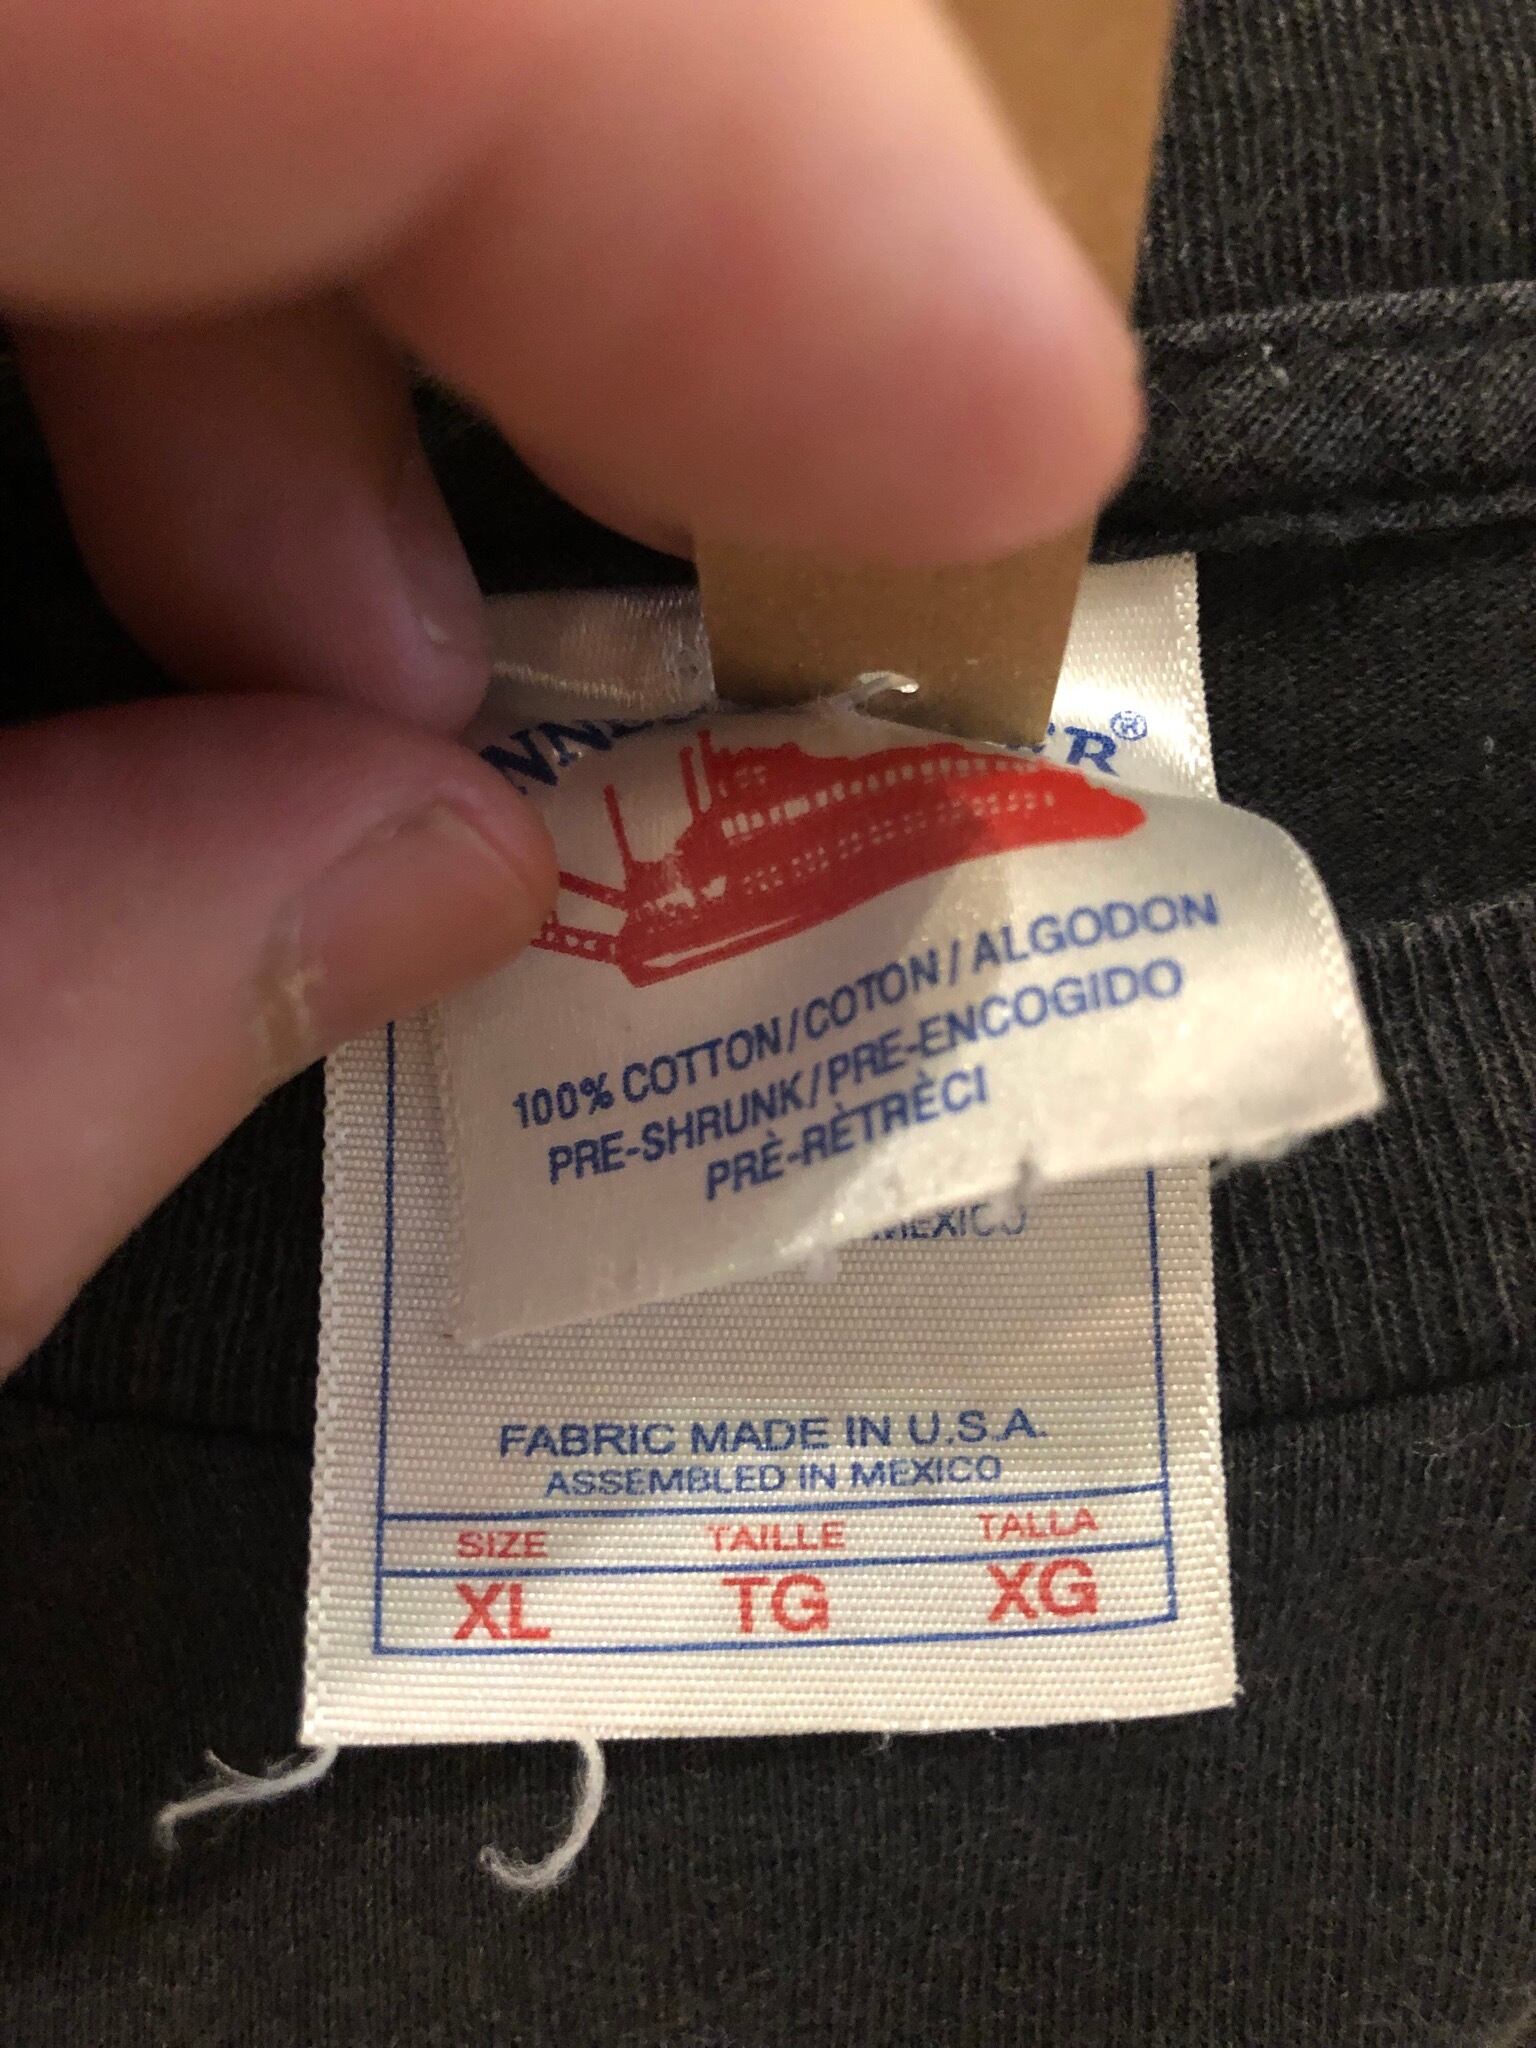 100% COTTON/COTON/ALGODON
PRE-SHRUNK/PRE-ENCOGIDO
PRÈ-RÈTRÈCI
MEXICO
FABRIC MADE IN U.S.A.
ASSEMBLED IN MEXICO
SIZE TAILLE TALLA
XL TG XG